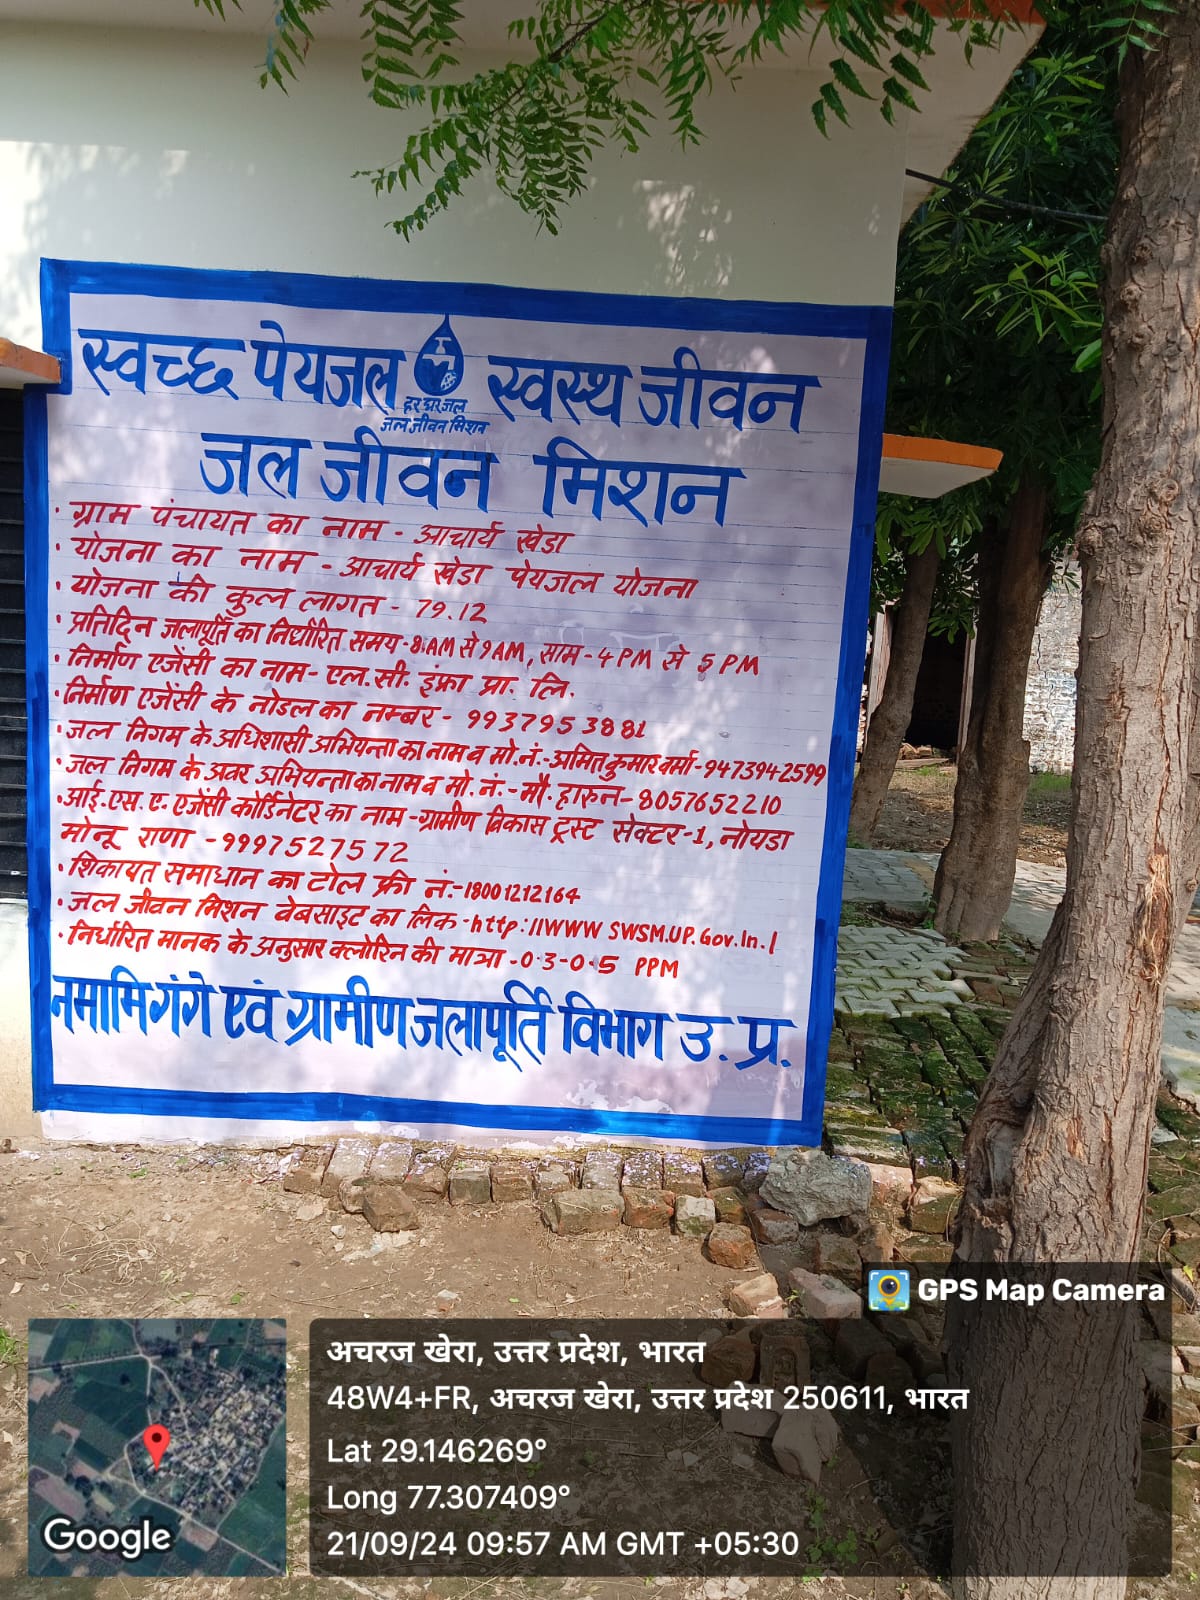 स्वच्छ पेयजल स्वस्थ जीवन
हर घर जल
जल जीवन मिशन
जल जीवन मिशन
· ग्राम पंचायत का नाम - आचार्य खेडा
· योजना का नाम - आचार्य खेडा पेयजल योजना
· योजना की कुल लागत - 79.12
· प्रतिदिन जलापूर्ति का निर्धारित समय - 8AM से 9AM, साम - 4 PM से 5 PM
· निर्माण एजेंसी का नाम - एल.सी. इंफ्रा प्रा. लि.
· निर्माण एजेंसी के नोडल का नम्बर - 9937953881
· जल निगम के अधिशासी अभियन्ता का नाम व मो.नं.- अमित कुमार वर्मा - 9473942599
· जल निगम के अवर अभियन्ता का नाम व मो. नं.- मौ. हारुन - 8057652210
· आई.एस.ए. एजेंसी कोर्डिनेटर का नाम - ग्रामीण विकास ट्रस्ट सेक्टर-1, नोयडा
मोनू राणा - 9997527572
· शिकायत समाधान का टोल फ्री नं.- 18001212164
· जल जीवन मिशन वेबसाइट का लिक - http://WWW SWSM.UP.Gov.In./
· निर्धारित मानक के अनुसार क्लोरिन की मात्रा - 0.3-0.5 PPM
नमामि गंगे एवं ग्रामीण जलापूर्ति विभाग उ. प्र.
GPS Map Camera
अचरज खेरा, उत्तर प्रदेश, भारत
48W4+FR, अचरज खेरा, उत्तर प्रदेश 250611, भारत
Lat 29.146269°
Long 77.307409°
21/09/24 09:57 AM GMT +05:30
Google